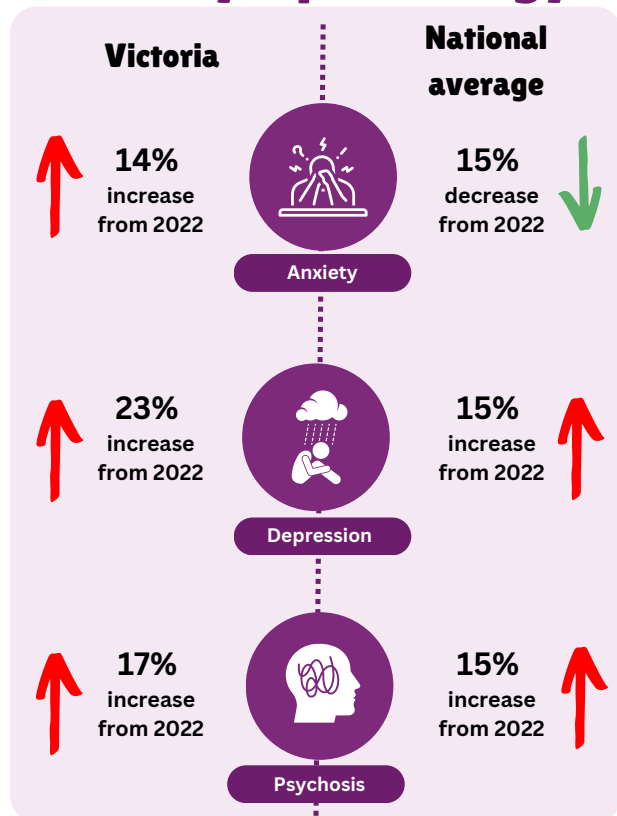 Victoria
National
average
14%
increase
from 2022
15%
decrease
from 2022
Anxiety
23%
increase
from 2022
15%
increase
from 2022
Depression
17%
increase
from 2022
15%
increase
from 2022
Psychosis